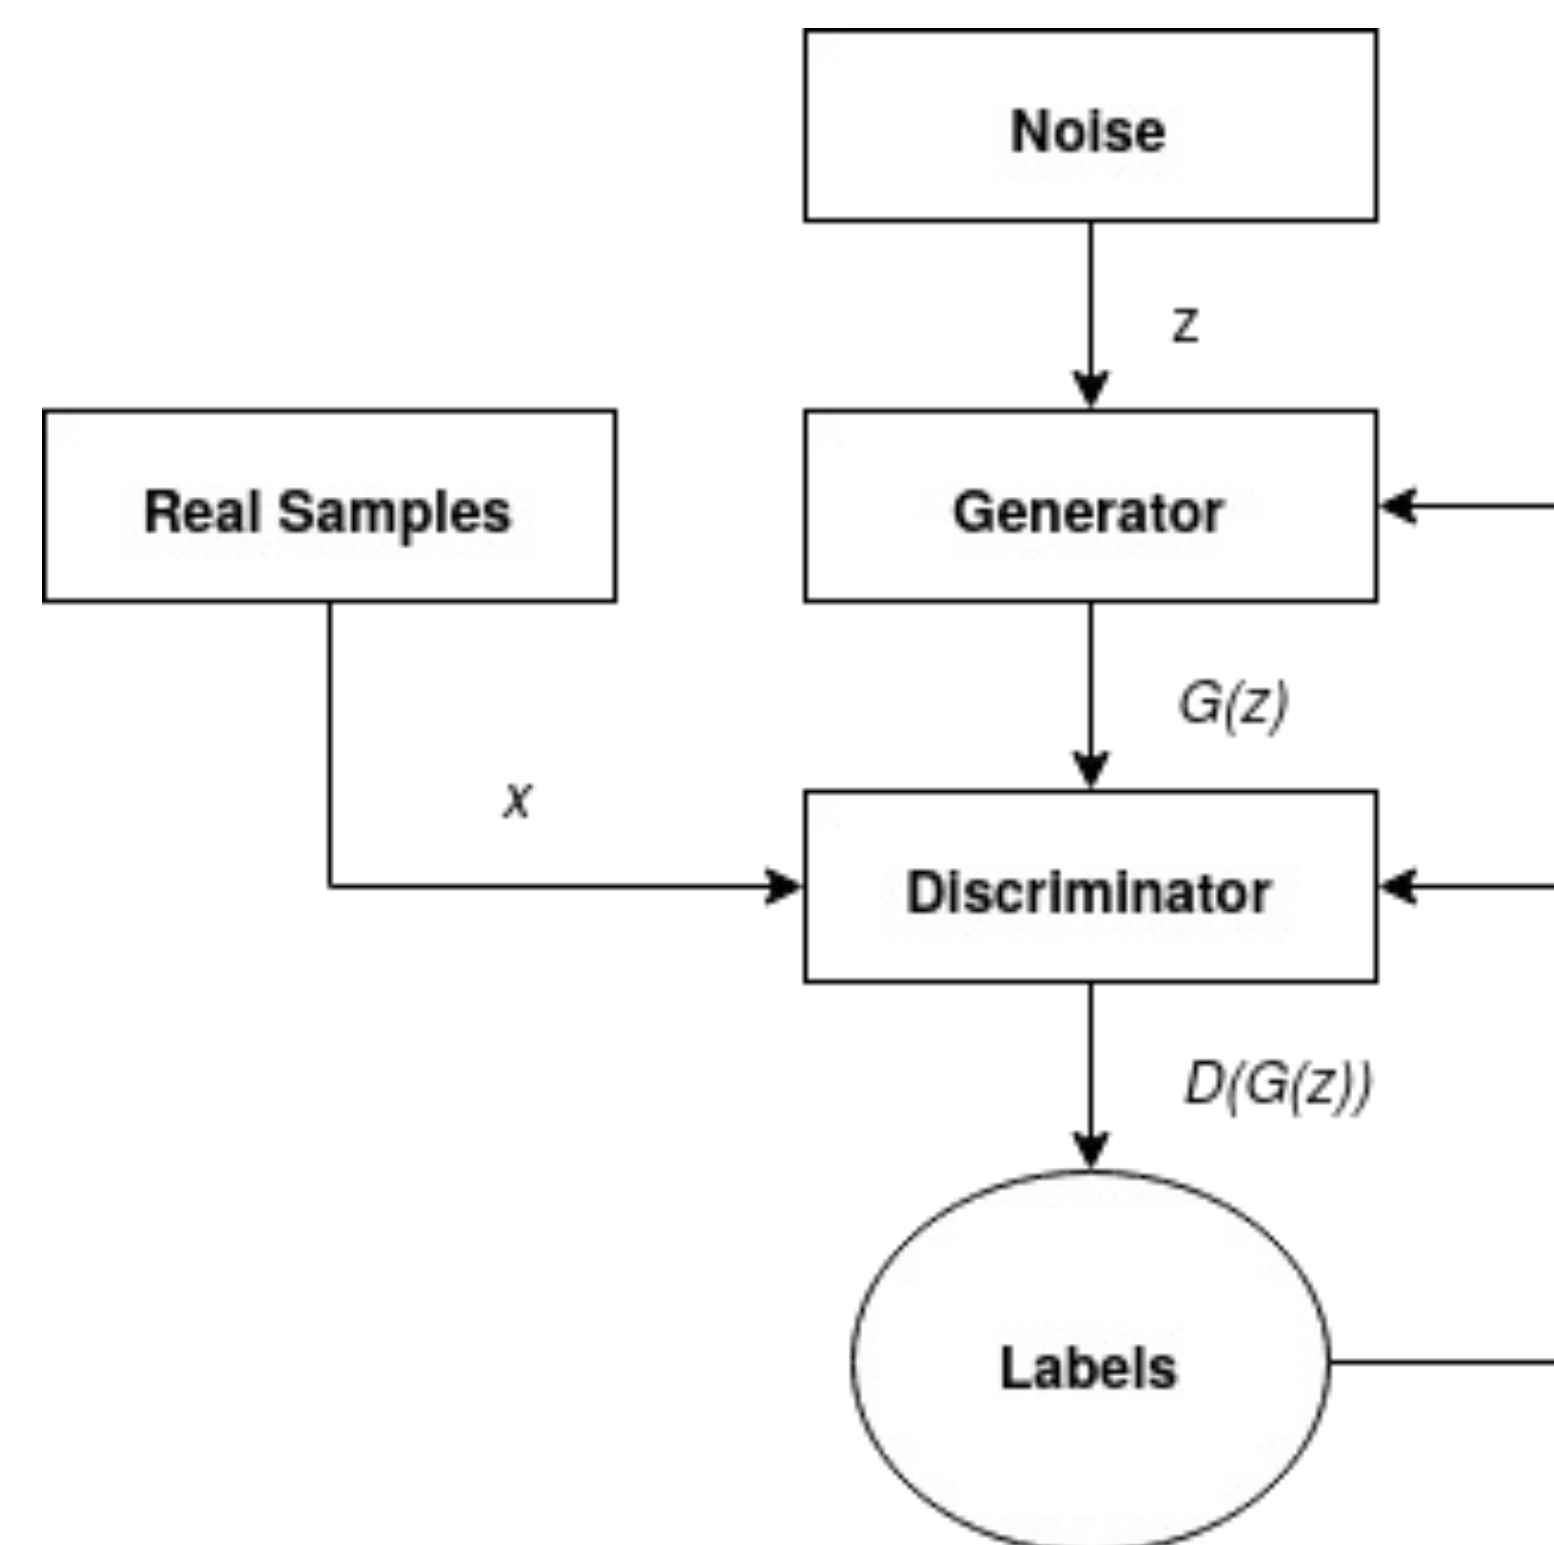 Noise
z
Real Samples
Generator
G(z)
x
Discriminator
D(G(z))
Labels